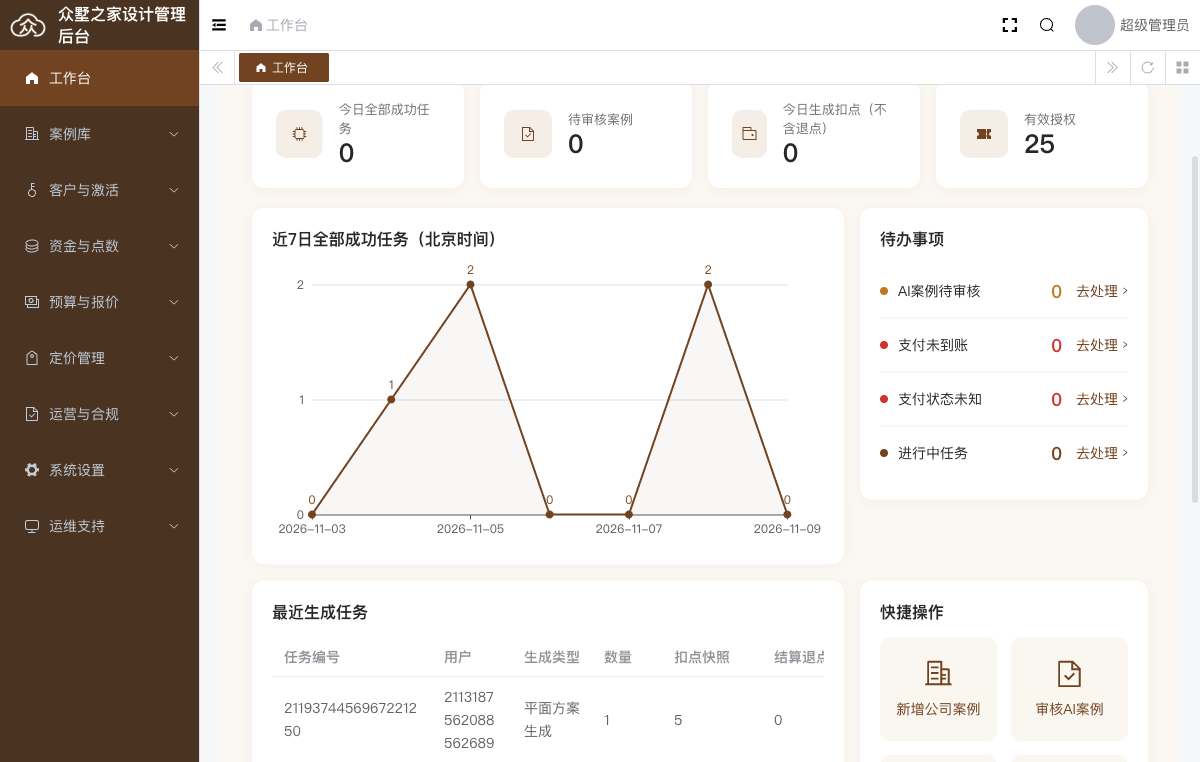 众墅之家设计管理
后台
工作台
超级管理员
工作台
工作台
案例库
客户与激活
资金与点数
预算与报价
定价管理
运营与合规
系统设置
运维支持
今日全部成功任
务
0
待审核案例
0
今日生成扣点（不
含退点）
0
有效授权
25
近7日全部成功任务（北京时间）
2
1
0
0
1
2
0
0
2
0
2026-11-03
2026-11-05
2026-11-07
2026-11-09
待办事项
AI案例待审核 0 去处理 >
支付未到账 0 去处理 >
支付状态未知 0 去处理 >
进行中任务 0 去处理 >
最近生成任务
任务编号 用户 生成类型 数量 扣点快照 结算退点
21193744569672212
50
2113187
562088
562689
平面方案
生成
1
5
0
快捷操作
新增公司案例
审核AI案例